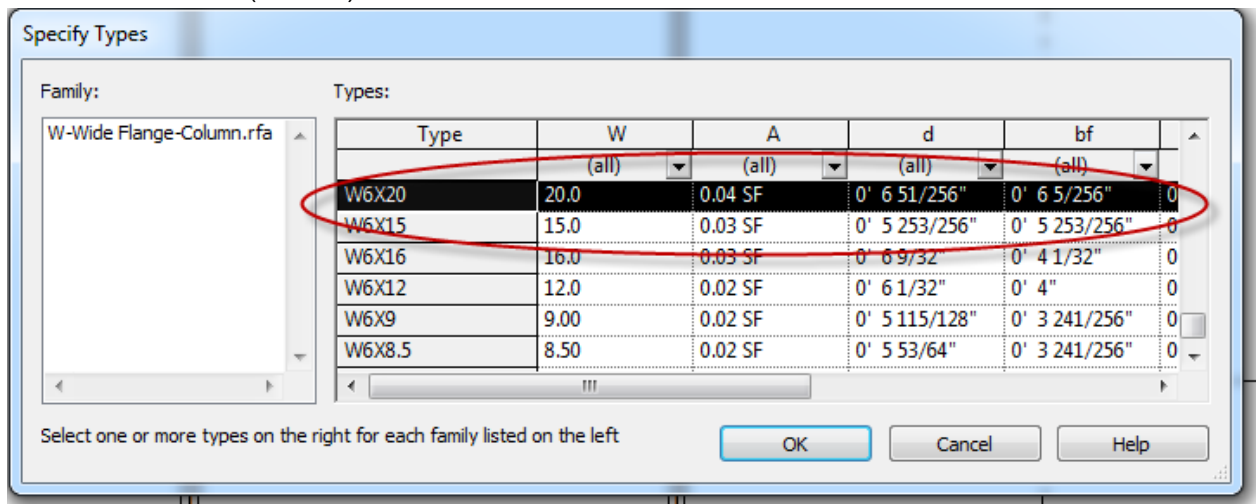 Specify Types
Family:
Types:
W-Wide Flange-Column.rfa
Type W A d bf
(all) (all) (all) (all)
W6X20 20.0 0.04 SF 0' 6 51/256" 0' 6 5/256" 0
W6X15 15.0 0.03 SF 0' 5 253/256" 0' 5 253/256" 0
W6X16 16.0 0.03 SF 0' 6 9/32" 0' 4 1/32" 0
W6X12 12.0 0.02 SF 0' 6 1/32" 0' 4" 0
W6X9 9.00 0.02 SF 0' 5 115/128" 0' 3 241/256" 0
W6X8.5 8.50 0.02 SF 0' 5 53/64" 0' 3 241/256" 0
Select one or more types on the right for each family listed on the left
OK Cancel Help